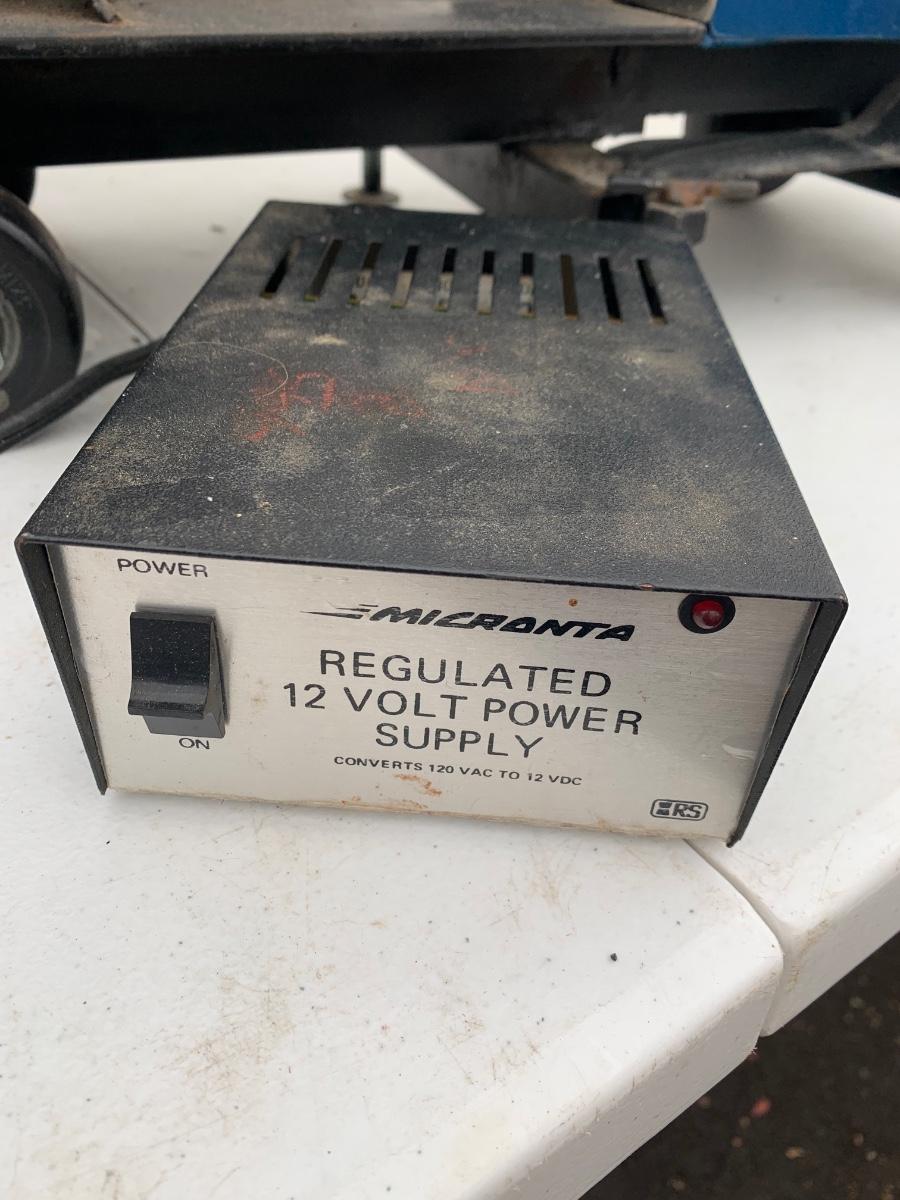 POWER
MICRONTA
REGULATED
12 VOLT POWER
SUPPLY
CONVERTS 120 VAC TO 12 VDC
ON
RS